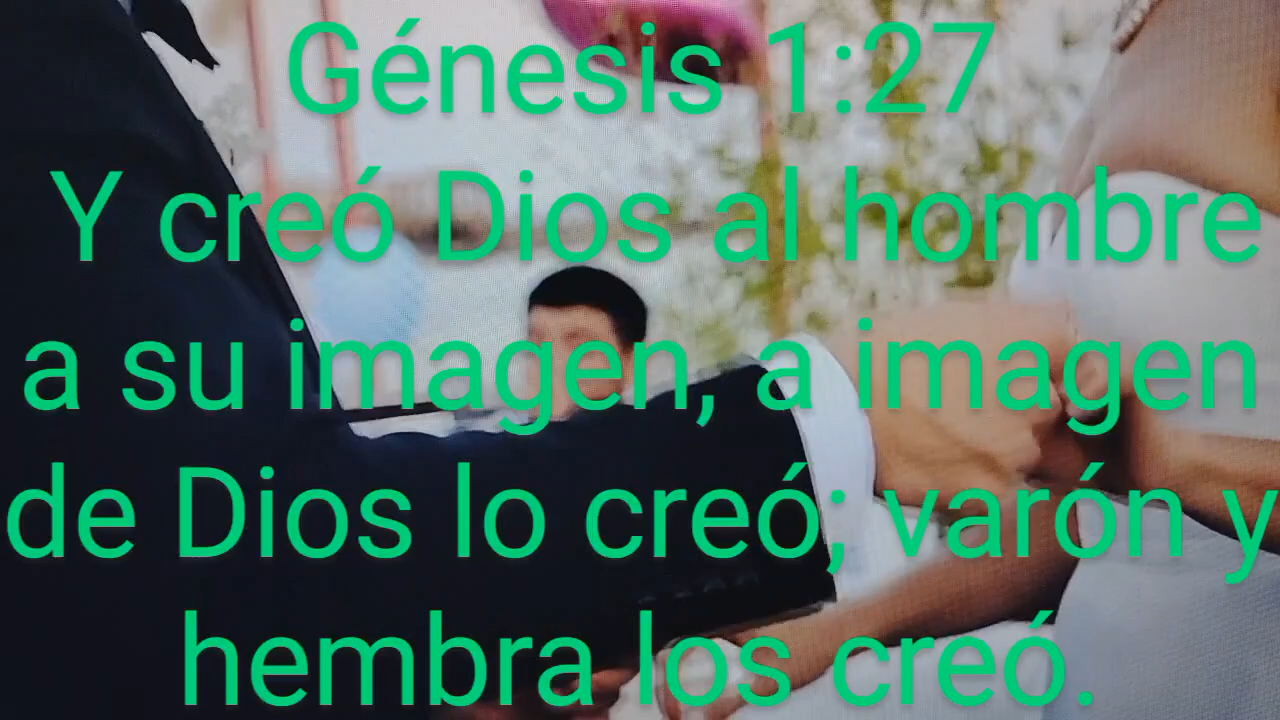 Génesis 1:27
Y creó Dios al hombre
a su imagen, a imagen
de Dios lo creó; varón y
hembra los creó.